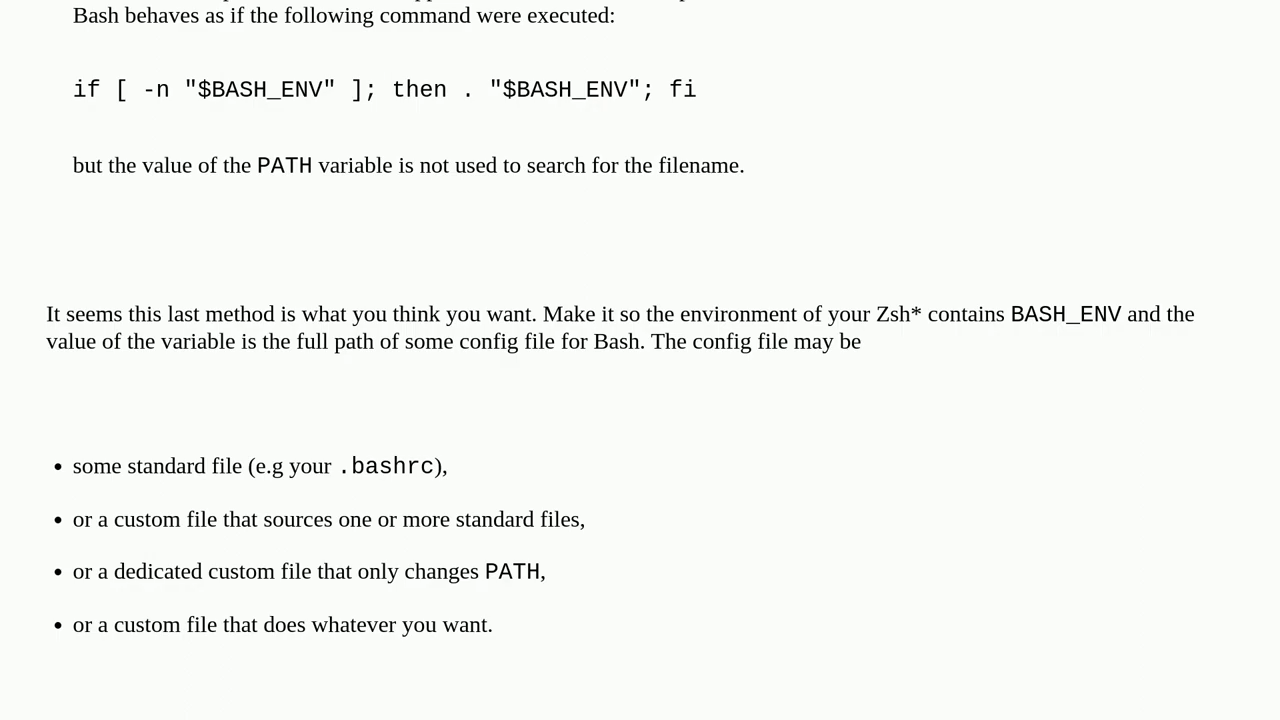 Bash behaves as if the following command were executed:
if [ -n "$BASH_ENV" ]; then . "$BASH_ENV"; fi
but the value of the PATH variable is not used to search for the filename.
It seems this last method is what you think you want. Make it so the environment of your Zsh* contains BASH_ENV and the
value of the variable is the full path of some config file for Bash. The config file may be
• some standard file (e.g your .bashrc),
• or a custom file that sources one or more standard files,
• or a dedicated custom file that only changes PATH,
• or a custom file that does whatever you want.